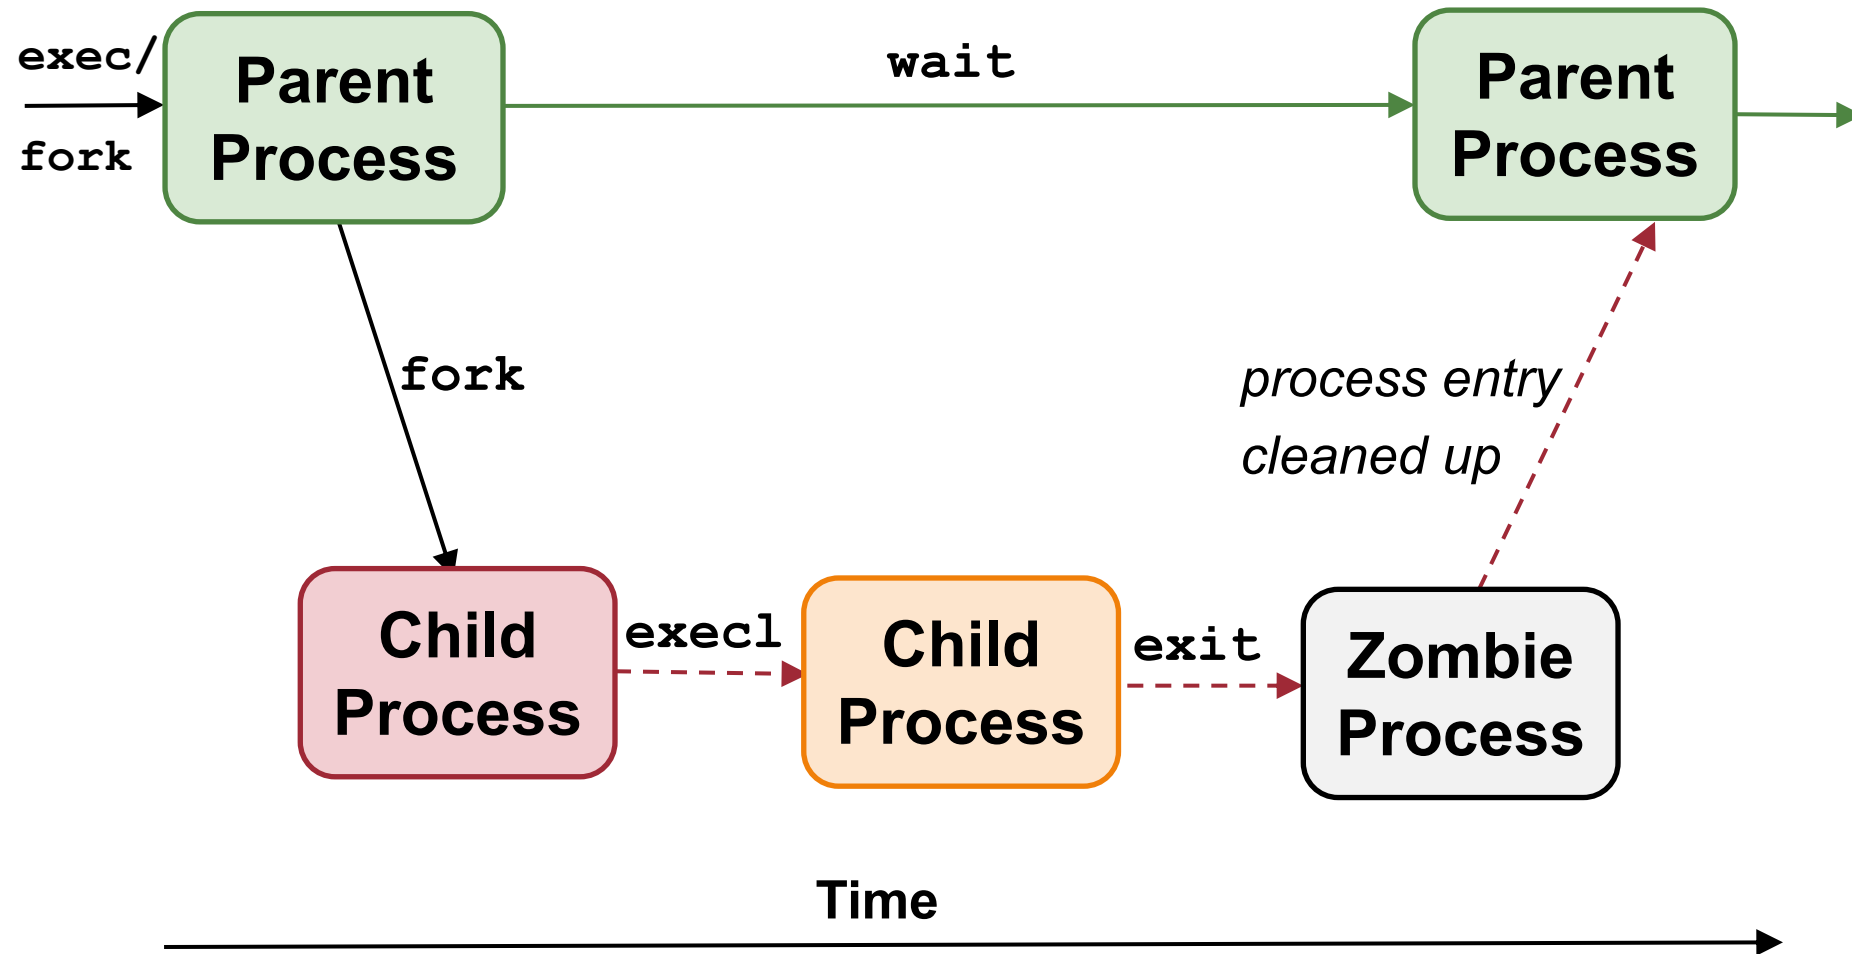 exec/
fork
Parent
Process
wait
Parent
Process
fork
process entry
cleaned up
Child
Process
execl
Child
Process
exit
Zombie
Process
Time